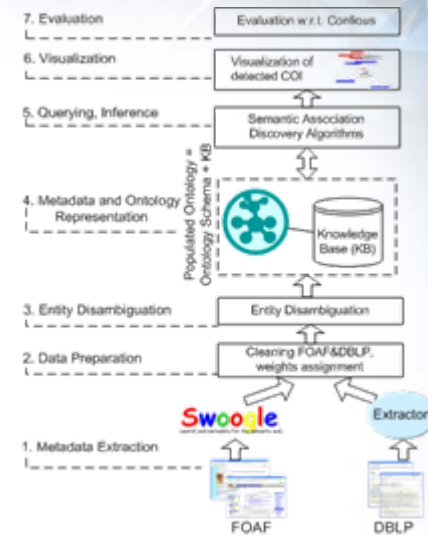 7. Evaluation
Evaluation w.r.t. Confious
6. Visualization
Visualization of
detected COI
5. Querying, Inference
Semantic Association
Discovery Algorithms
4. Metadata and Ontology
Representation
Populated Ontology =
Ontology Schema + KB
Knowledge
Base (KB)
3. Entity Disambiguation
Entity Disambiguation
2. Data Preparation
Cleaning FOAF&DBLP,
weights assignment
Swoogle
Extractor
1. Metadata Extraction
FOAF
DBLP